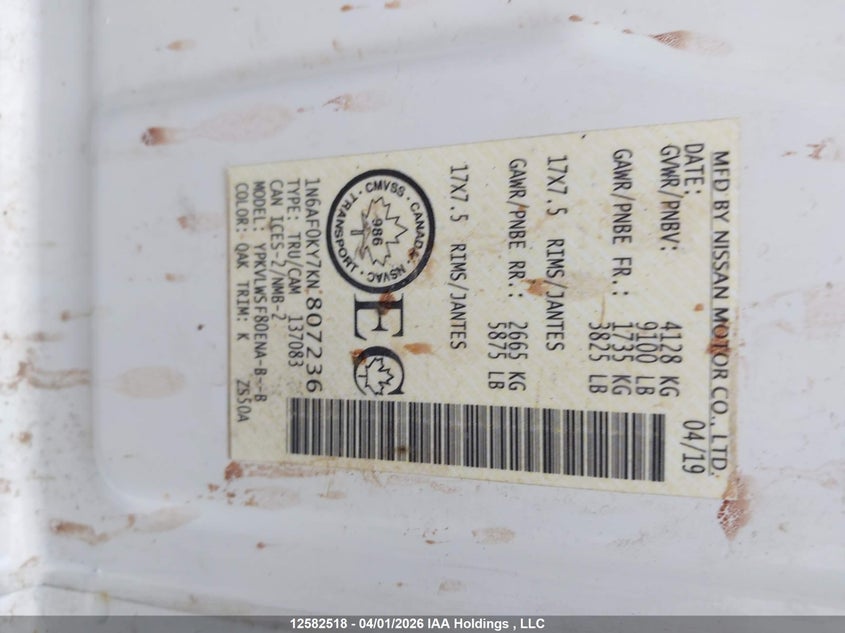 MFD BY NISSAN MOTOR CO., LTD.
DATE: 04/19
GVWR/PNBV: 4128 KG
9100 LB
GAWR/PNBE FR.: 1735 KG
3825 LB
17X7.5 RIMS/JANTES
GAWR/PNBE RR.: 2665 KG
5875 LB
17X7.5 RIMS/JANTES
CMVSS · CANADA · NSVAC · TRANSPORT
986
EC
1N6AF0KY7KN807236
TYPE: TRU/CAM 137083
CAN ICES-2/NMB-2
MODEL: YPKVLWSF80ENA-B--B
COLOR: QAK TRIM: K ZS50A
12582518 - 04/01/2026 IAA Holdings , LLC